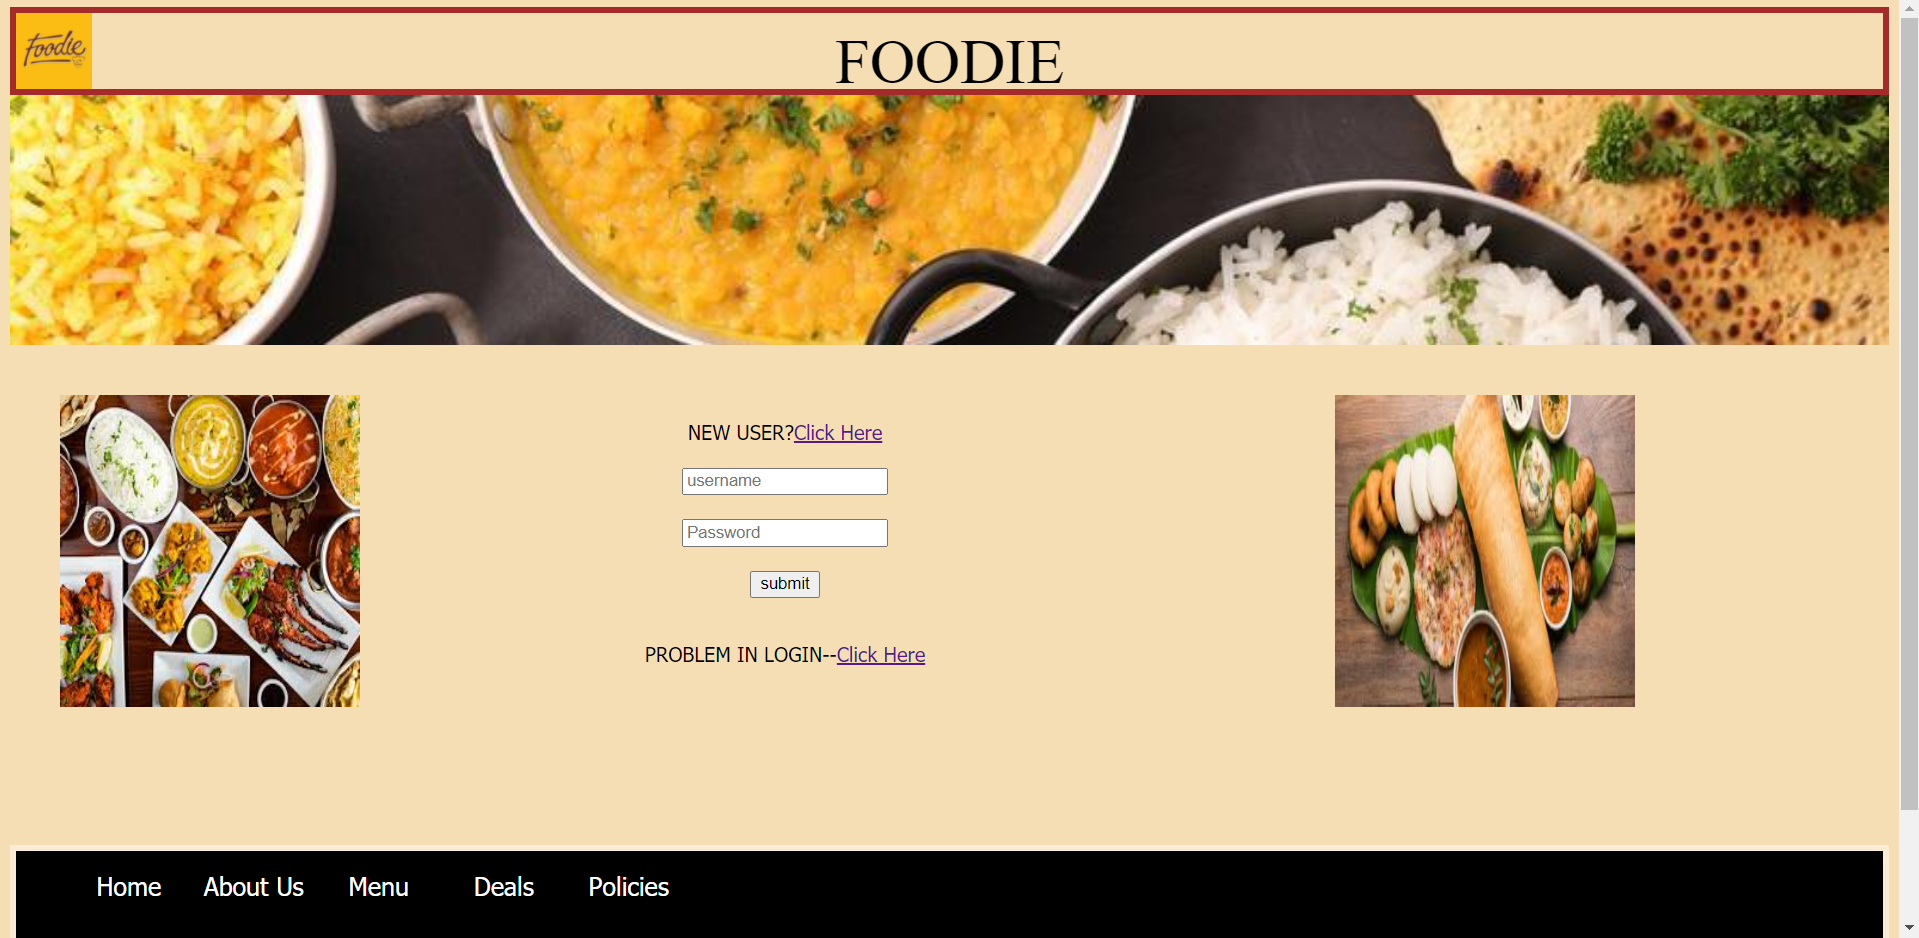 Foodie
FOODIE
NEW USER?Click Here
username
Password
submit
PROBLEM IN LOGIN--Click Here
Home About Us Menu Deals Policies